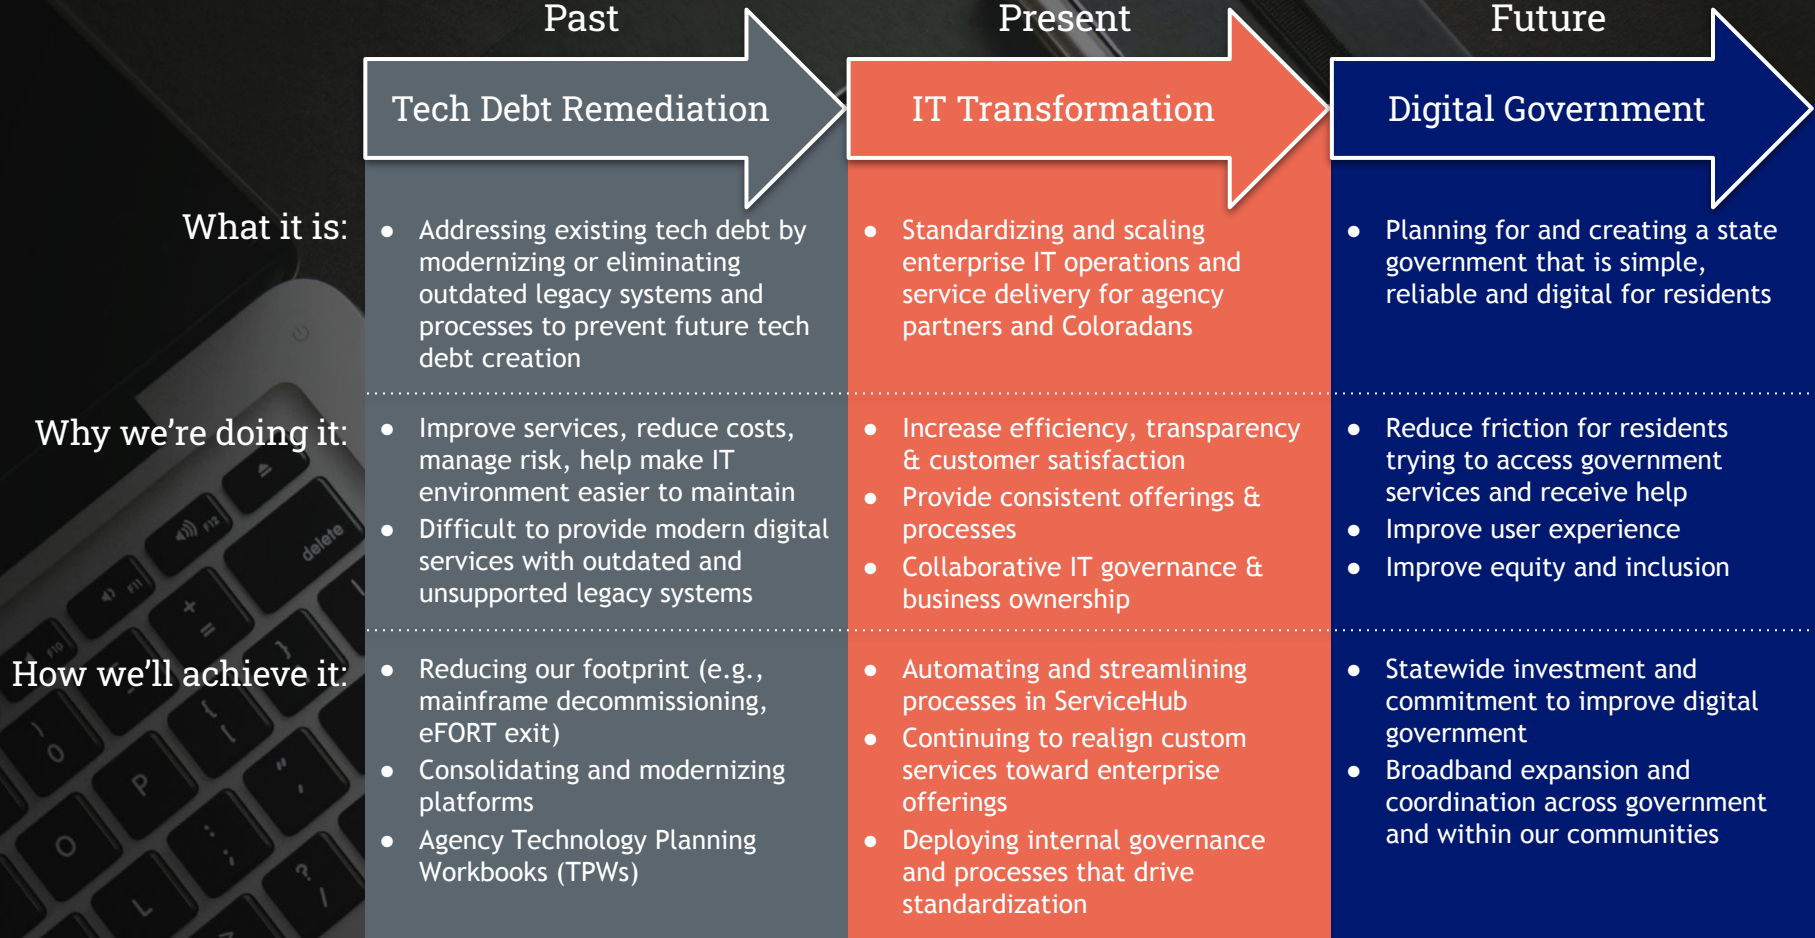 Past
Present
Future
Tech Debt Remediation
IT Transformation
Digital Government
What it is:
● Addressing existing tech debt by
modernizing or eliminating
outdated legacy systems and
processes to prevent future tech
debt creation
● Standardizing and scaling
enterprise IT operations and
service delivery for agency
partners and Coloradans
● Planning for and creating a state
government that is simple,
reliable and digital for residents
Why we’re doing it:
● Improve services, reduce costs,
manage risk, help make IT
environment easier to maintain
● Difficult to provide modern digital
services with outdated and
unsupported legacy systems
● Increase efficiency, transparency
& customer satisfaction
● Provide consistent offerings &
processes
● Collaborative IT governance &
business ownership
● Reduce friction for residents
trying to access government
services and receive help
● Improve user experience
● Improve equity and inclusion
How we’ll achieve it:
● Reducing our footprint (e.g.,
mainframe decommissioning,
eFORT exit)
● Consolidating and modernizing
platforms
● Agency Technology Planning
Workbooks (TPWs)
● Automating and streamlining
processes in ServiceHub
● Continuing to realign custom
services toward enterprise
offerings
● Deploying internal governance
and processes that drive
standardization
● Statewide investment and
commitment to improve digital
government
● Broadband expansion and
coordination across government
and within our communities
F12
delete
F11
F10
+
=
}
{
[
"
'
)
0
P
O
:
;
L
?
/